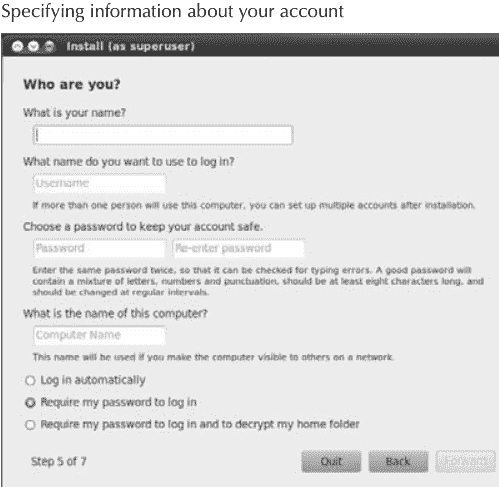 Specifying information about your account
Install (as superuser)
Who are you?
What is your name?
What name do you want to use to log in?
Username
If more than one person will use this computer, you can set up multiple accounts after installation.
Choose a password to keep your account safe.
Password Re-enter password
Enter the same password twice, so that it can be checked for typing errors. A good password will
contain a mixture of letters, numbers and punctuation, should be at least eight characters long, and
should be changed at regular intervals.
What is the name of this computer?
Computer Name
This name will be used if you make the computer visible to others on a network.
Log in automatically
Require my password to log in
Require my password to log in and to decrypt my home folder
Step 5 of 7
Quit Back Forward